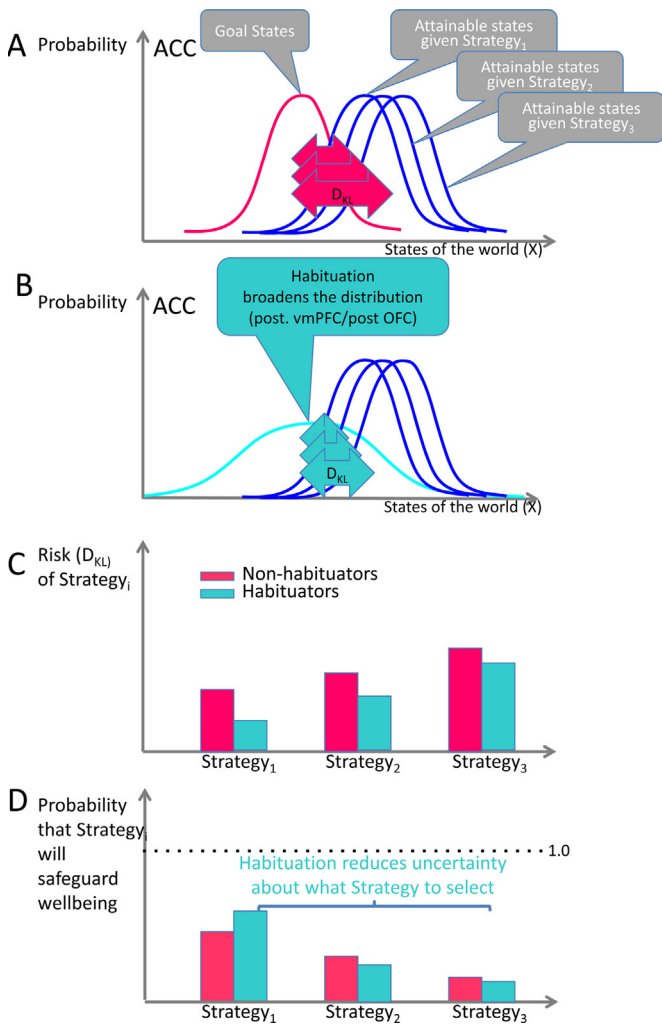 A
Probability
ACC
Goal States
Attainable states
given Strategy₁
Attainable states
given Strategy₂
Attainable states
given Strategy₃
D_KL
States of the world (X)
B
Probability
ACC
Habituation
broadens the distribution
(post. vmPFC/post OFC)
D_KL
States of the world (X)
C
Risk (D_KL)
of Strategyᵢ
Non-habituators
Habituators
Strategy₁
Strategy₂
Strategy₃
D
Probability
that Strategyᵢ
will
safeguard
wellbeing
1.0
Habituation reduces uncertainty
about what Strategy to select
Strategy₁
Strategy₂
Strategy₃